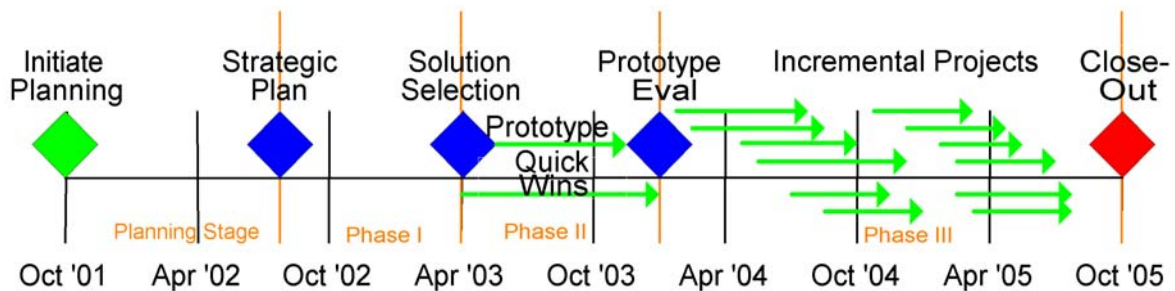 Initiate
Planning
Strategic
Plan
Solution
Selection
Prototype
Eval
Incremental Projects
Close-
Out
Prototype
Quick
Wins
Planning Stage
Phase I
Phase II
Phase III
Oct '01
Apr '02
Oct '02
Apr '03
Oct '03
Apr '04
Oct '04
Apr '05
Oct '05